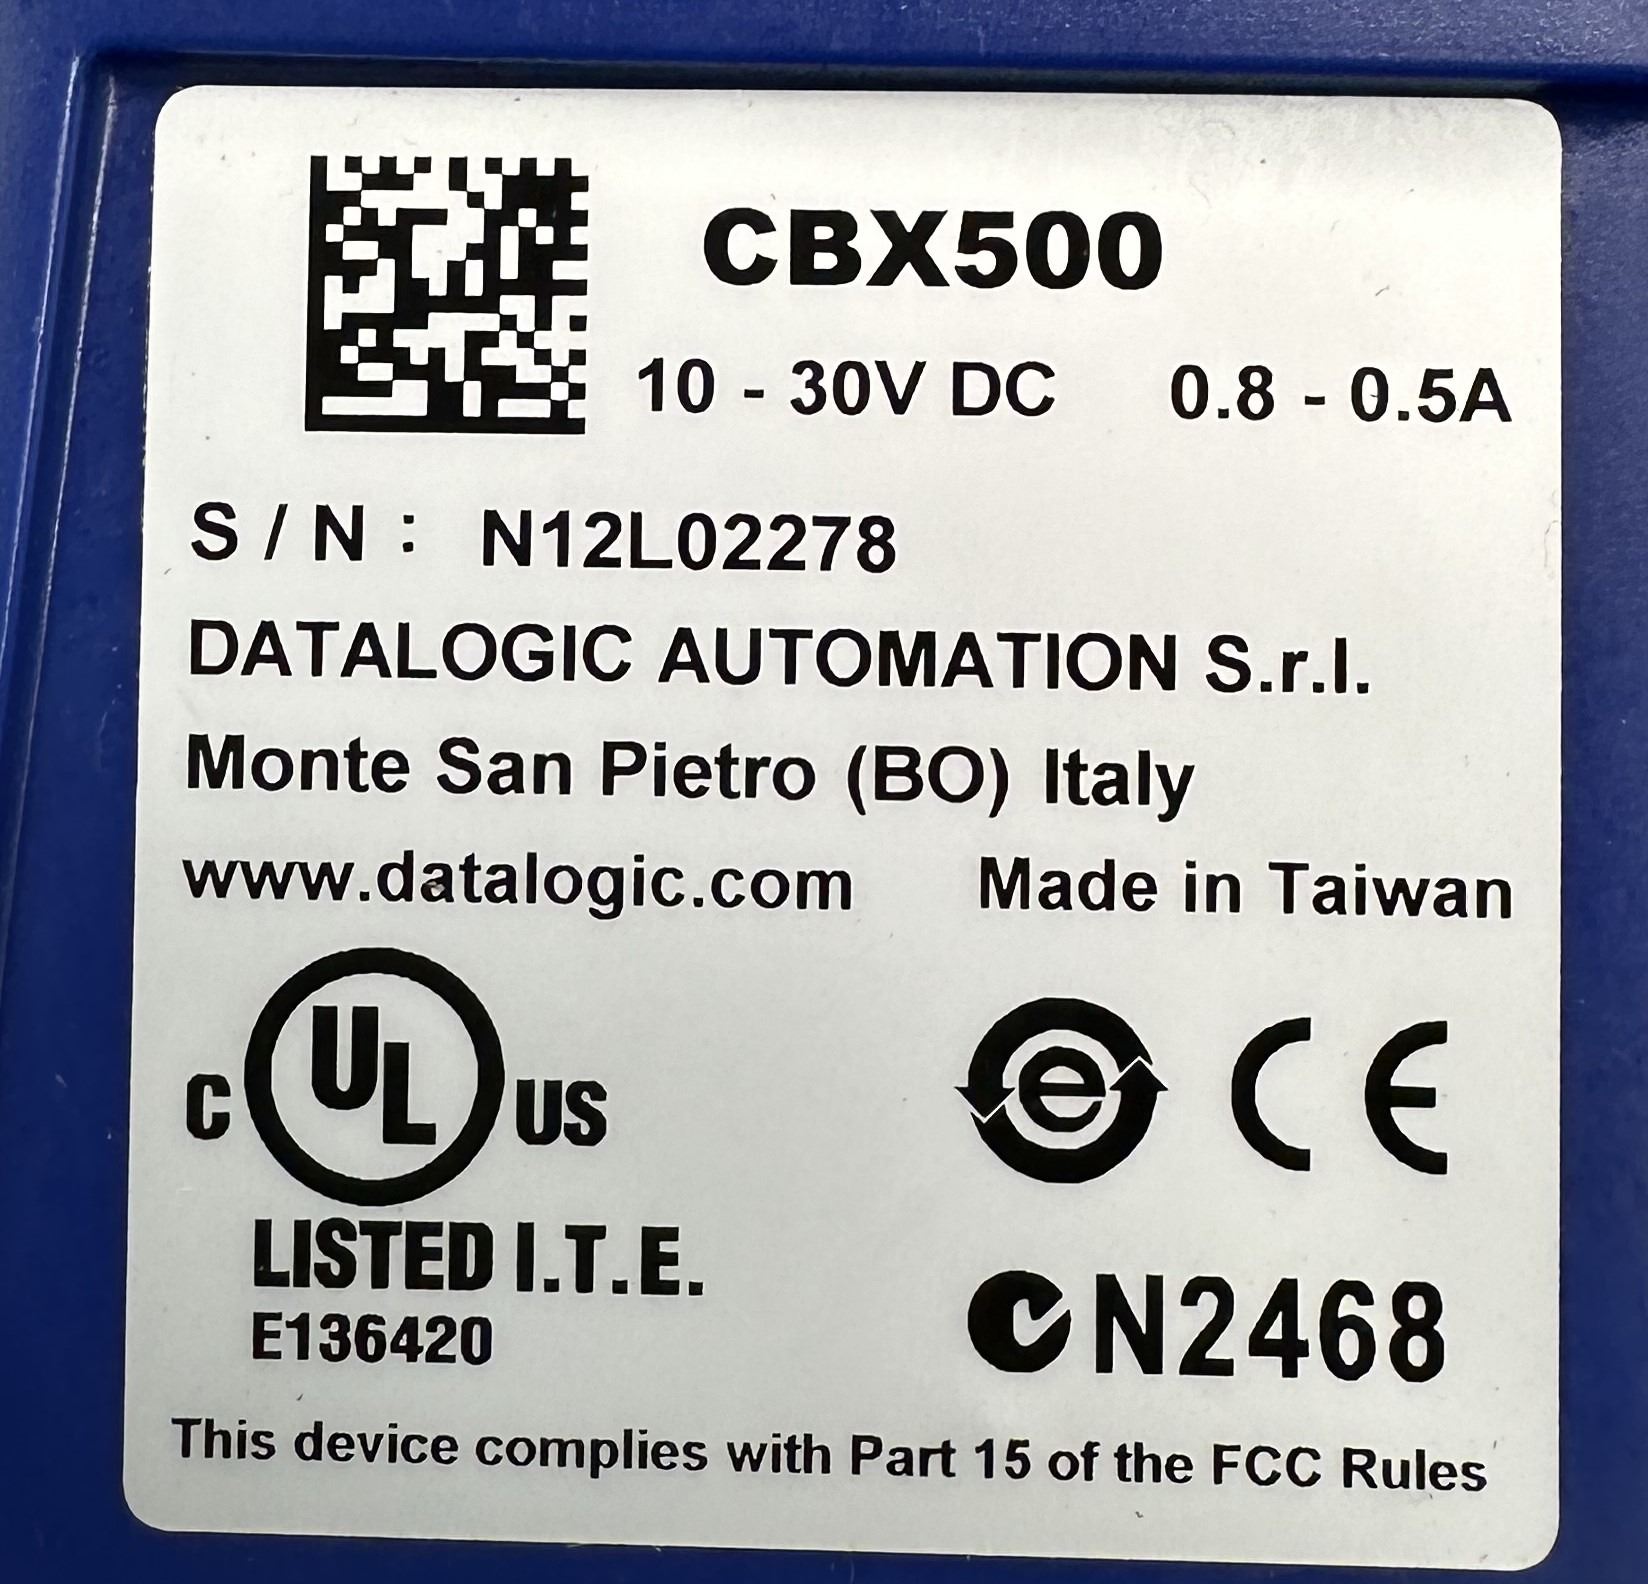 CBX500
10 - 30V DC 0.8 - 0.5A
S / N : N12L02278
DATALOGIC AUTOMATION S.r.l.
Monte San Pietro (BO) Italy
www.datalogic.com Made in Taiwan
C UL US
e CE
LISTED I.T.E.
E136420
N2468
This device complies with Part 15 of the FCC Rules